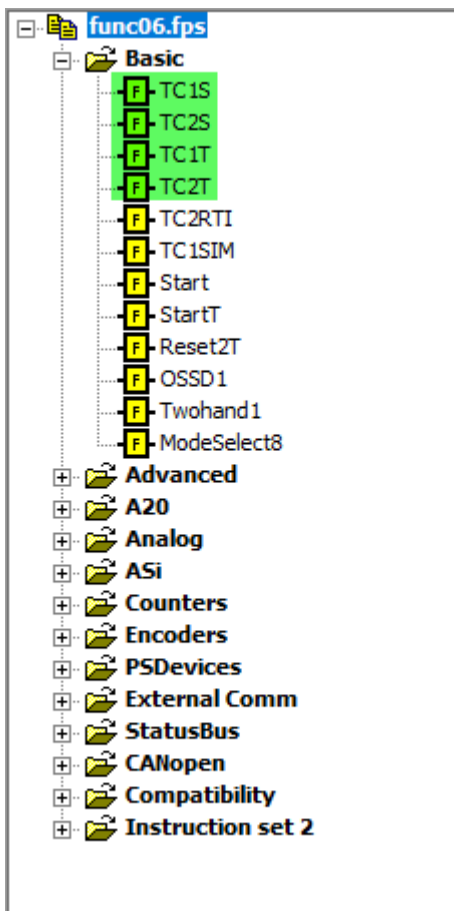 func06.fps
Basic
F TC1S
F TC2S
F TC1T
F TC2T
F TC2RTI
F TC1SIM
F Start
F StartT
F Reset2T
F OSSD1
F Twohand1
F ModeSelect8
Advanced
A20
Analog
ASi
Counters
Encoders
PSDevices
External Comm
StatusBus
CANopen
Compatibility
Instruction set 2